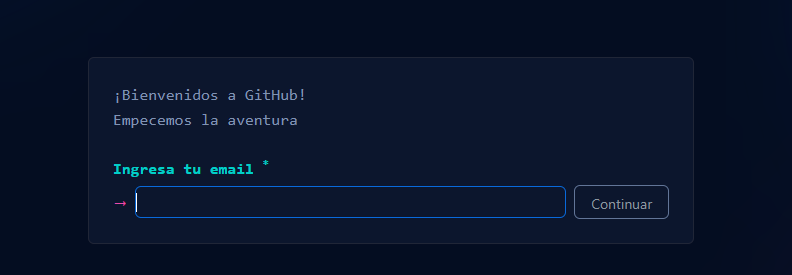 ¡Bienvenidos a GitHub!
Empecemos la aventura
Ingresa tu email *
→ Continuar